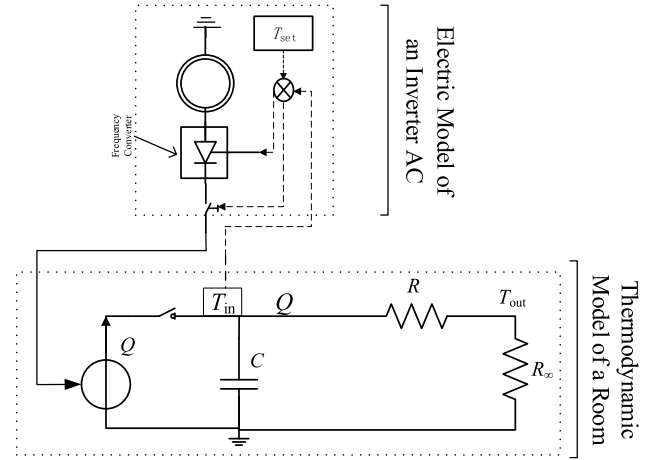 T_set
Electric Model of
an Inverter AC
Frequency
Converter
T_in
Q
R
T_out
Q
C
R_∞
Thermodynamic
Model of a Room